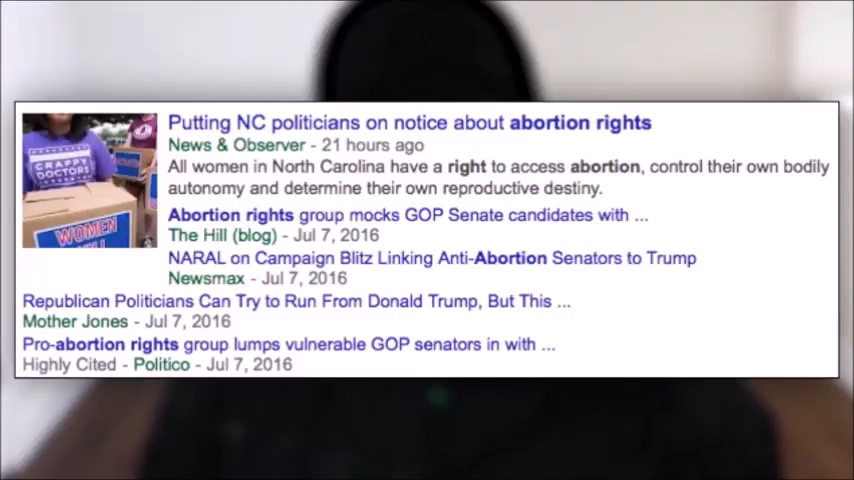 Putting NC politicians on notice about abortion rights
News & Observer - 21 hours ago
All women in North Carolina have a right to access abortion, control their own bodily
autonomy and determine their own reproductive destiny.
Abortion rights group mocks GOP Senate candidates with ...
The Hill (blog) - Jul 7, 2016
NARAL on Campaign Blitz Linking Anti-Abortion Senators to Trump
Newsmax - Jul 7, 2016
Republican Politicians Can Try to Run From Donald Trump, But This ...
Mother Jones - Jul 7, 2016
Pro-abortion rights group lumps vulnerable GOP senators in with ...
Highly Cited - Politico - Jul 7, 2016
CRAPPY
DOCTORS
WOMEN